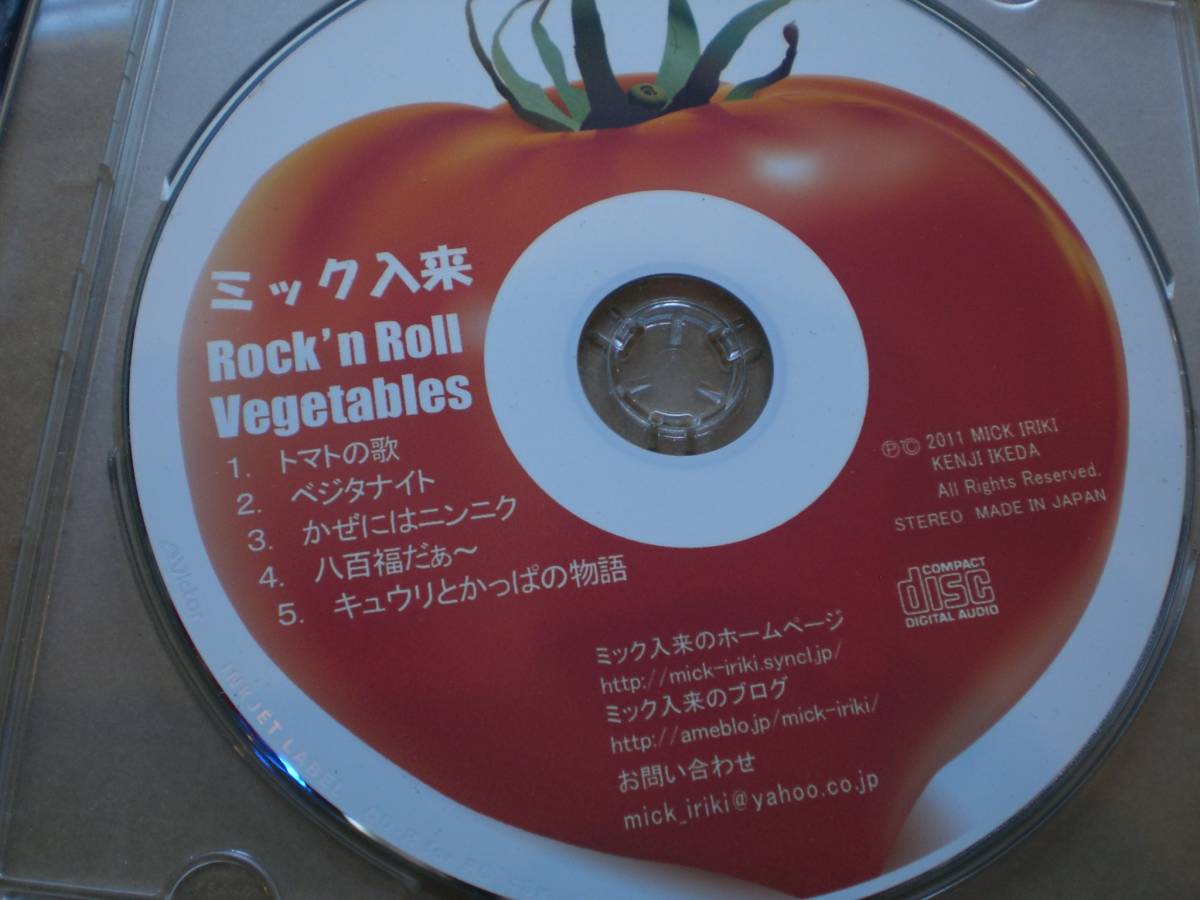 ミック入来
Rock'n Roll
Vegetables
1. トマトの歌
2. ベジタナイト
3. かぜにはニンニク
4. 八百福だぁ〜
5. キュウリとかっぱの物語
℗© 2011 MICK IRIKI
KENJI IKEDA
All Rights Reserved.
STEREO MADE IN JAPAN
COMPACT
disc
DIGITAL AUDIO
ミック入来のホームページ
http://mick-iriki.syncl.jp/
ミック入来のブログ
http://ameblo.jp/mick-iriki/
お問い合わせ
mick_iriki@yahoo.co.jp
Victor
INK JET LABEL